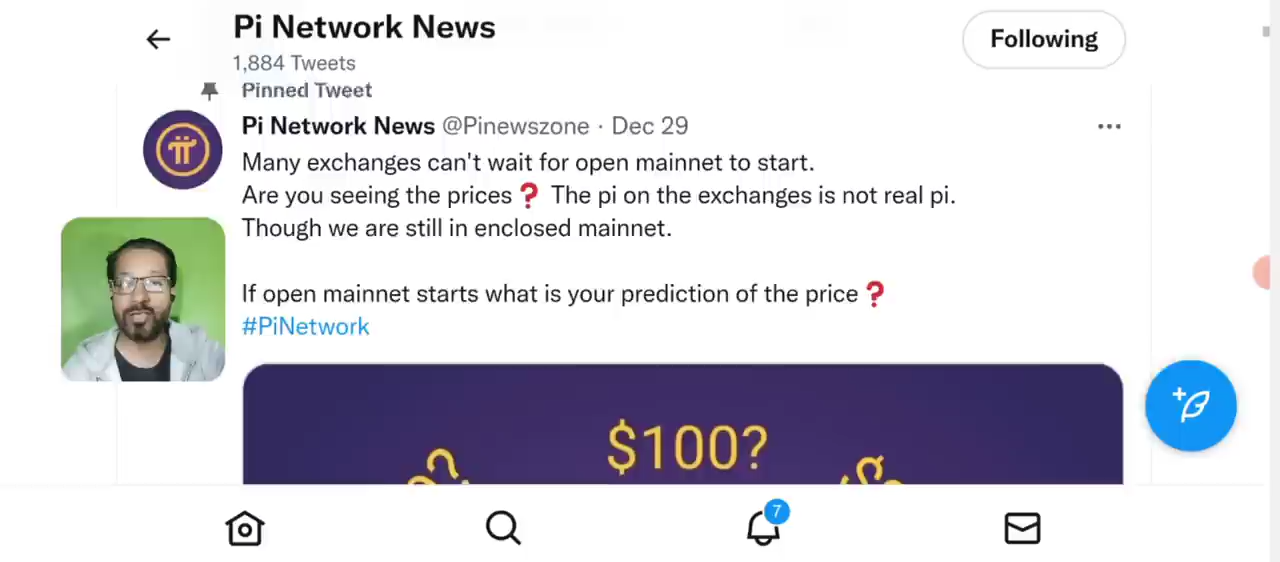 Pi Network News
1,884 Tweets
Following
Pinned Tweet
Pi Network News @Pinewszone · Dec 29
Many exchanges can't wait for open mainnet to start.
Are you seeing the prices❓ The pi on the exchanges is not real pi.
Though we are still in enclosed mainnet.
If open mainnet starts what is your prediction of the price❓
#PiNetwork
$100?
7